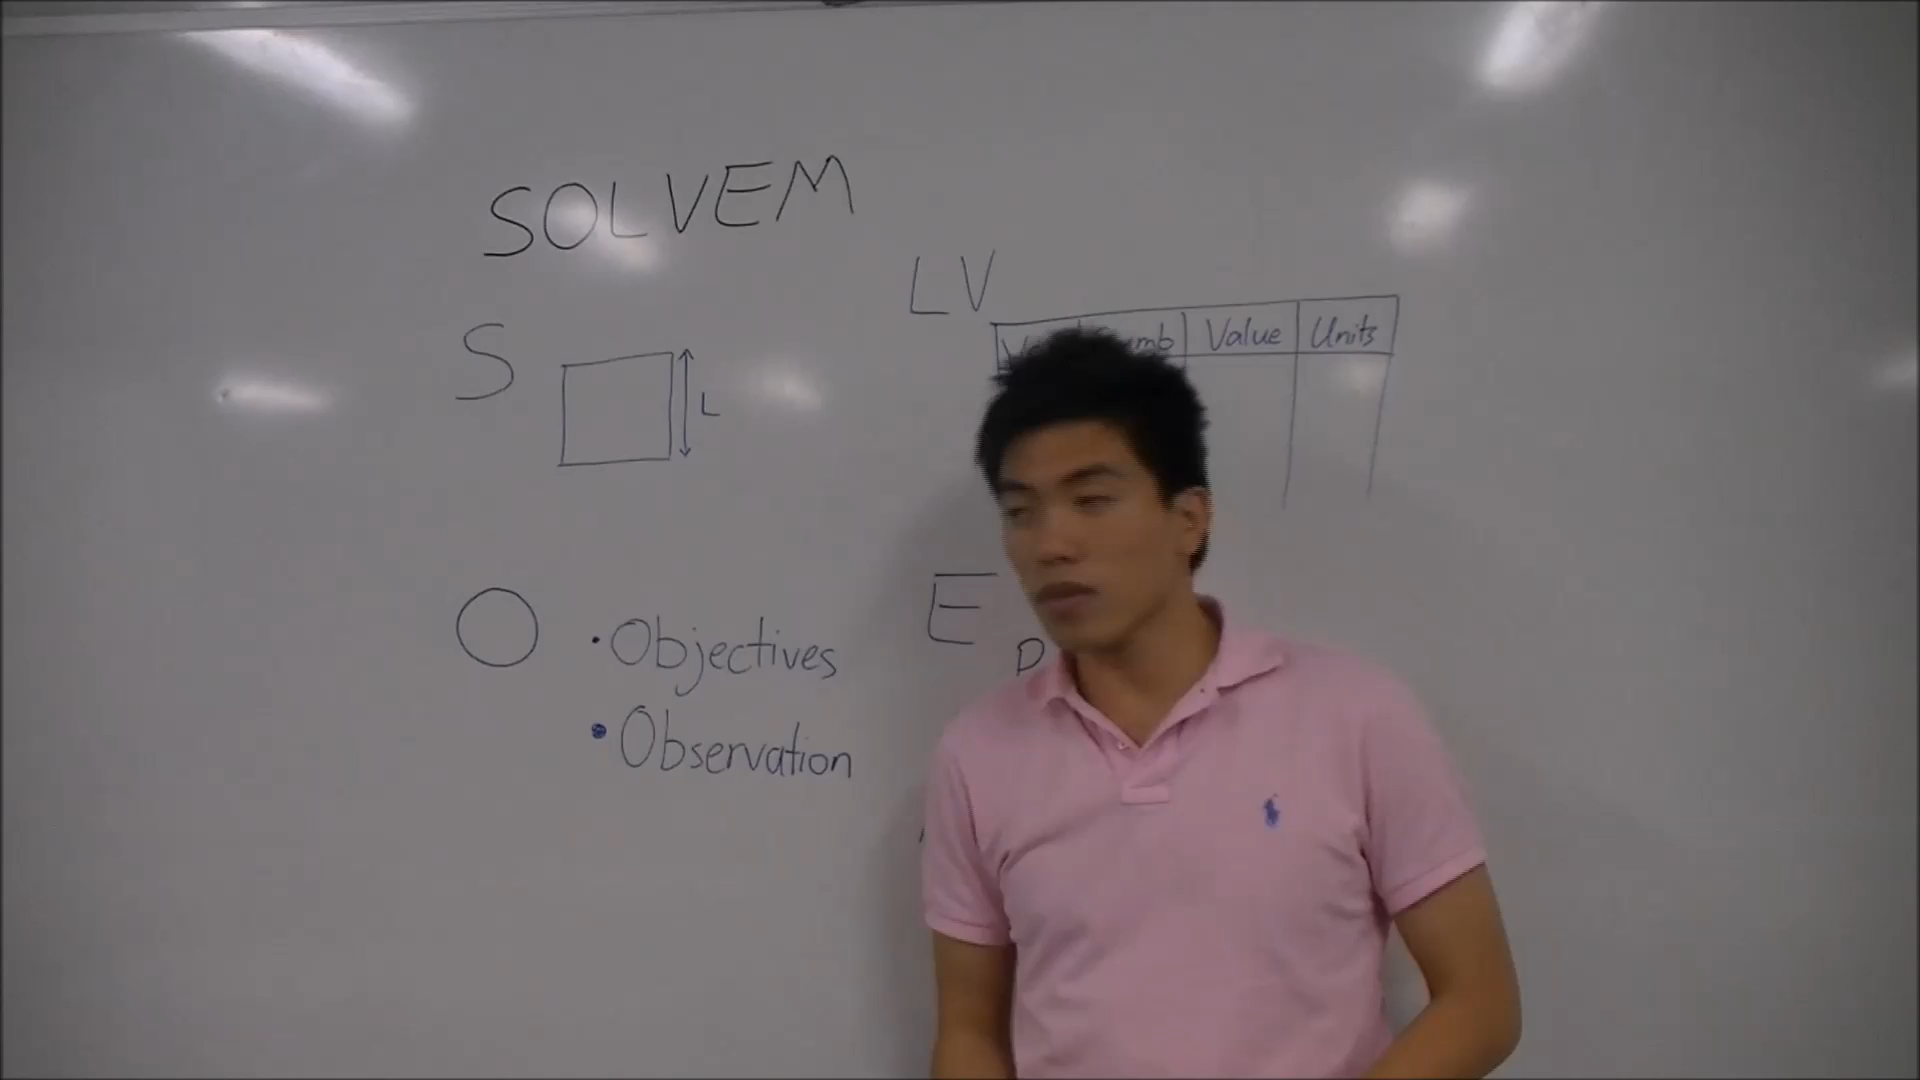 SOLVEM
S
L
O
• Objectives
• Observation
LV
Value Units
E
D